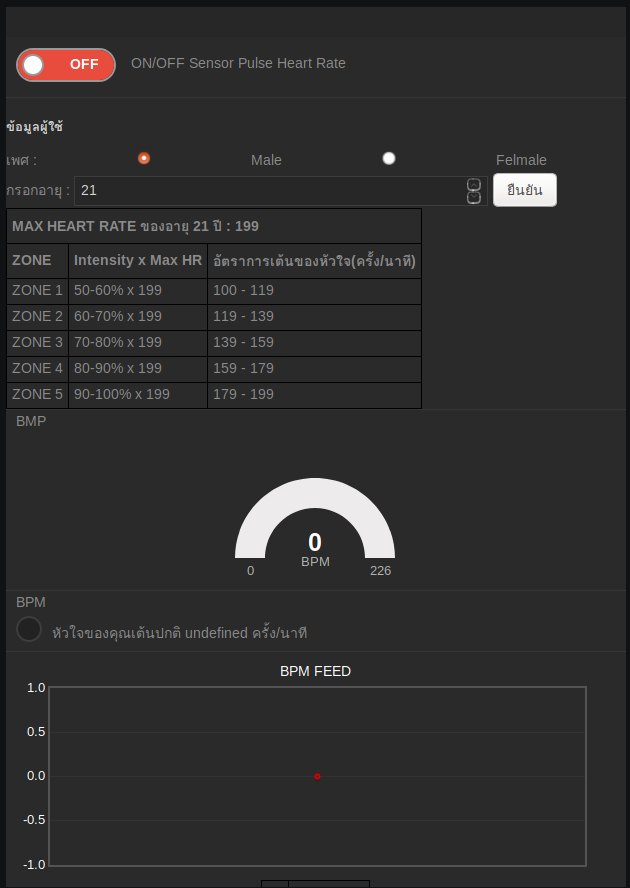 OFF ON/OFF Sensor Pulse Heart Rate
ข้อมูลผู้ใช้
เพศ : Male Felmale
กรอกอายุ : 21 ยืนยัน
MAX HEART RATE ของอายุ 21 ปี : 199
ZONE Intensity x Max HR อัตราการเต้นของหัวใจ(ครั้ง/นาที)
ZONE 1 50-60% x 199 100 - 119
ZONE 2 60-70% x 199 119 - 139
ZONE 3 70-80% x 199 139 - 159
ZONE 4 80-90% x 199 159 - 179
ZONE 5 90-100% x 199 179 - 199
BMP
0
BPM
0 226
BPM
หัวใจของคุณเต้นปกติ undefined ครั้ง/นาที
BPM FEED
1.0
0.5
0.0
-0.5
-1.0